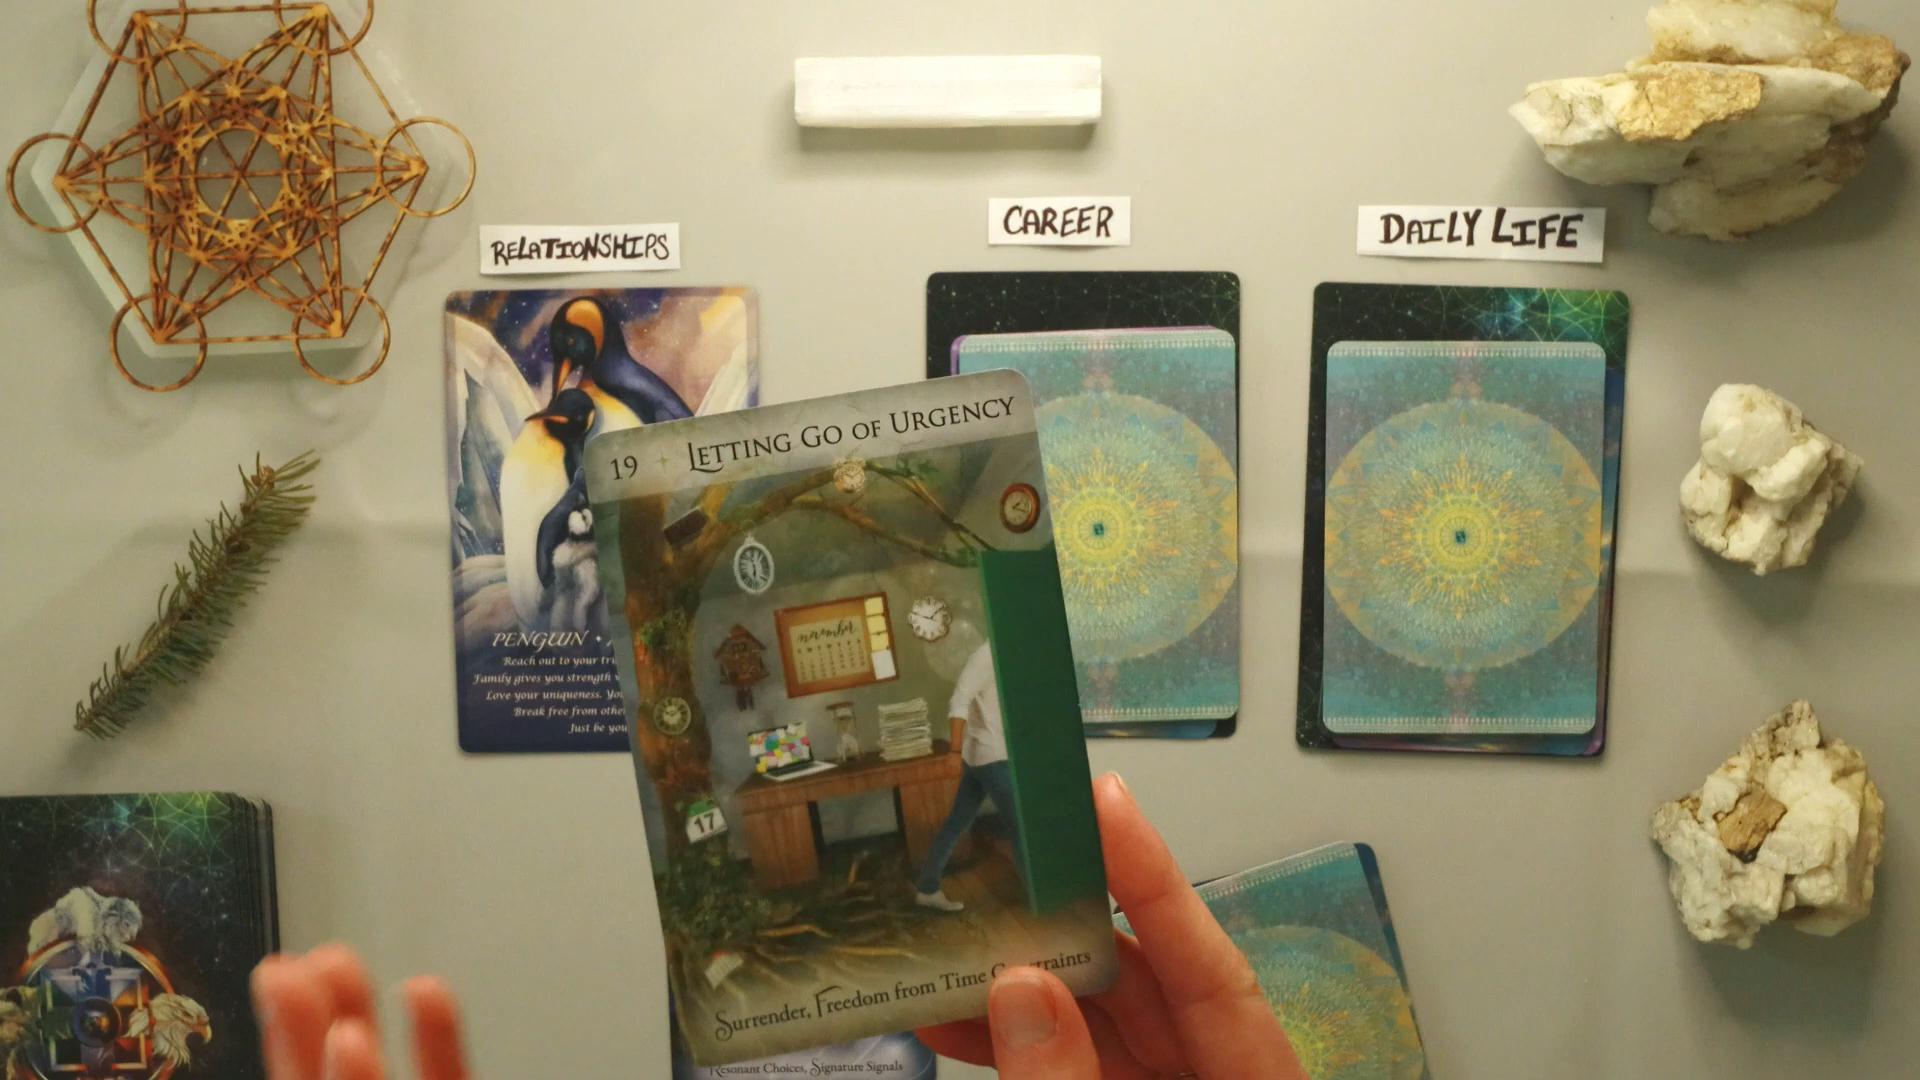 RELATIONSHIPS
CAREER
DAILY LIFE
19 LETTING GO OF URGENCY
november
17
Surrender, Freedom from Time
PENGUIN •
Reach out to your
Family gives you strength
Love your uniqueness.
Break free from
Just be
Resonant Choices, Signature Signals